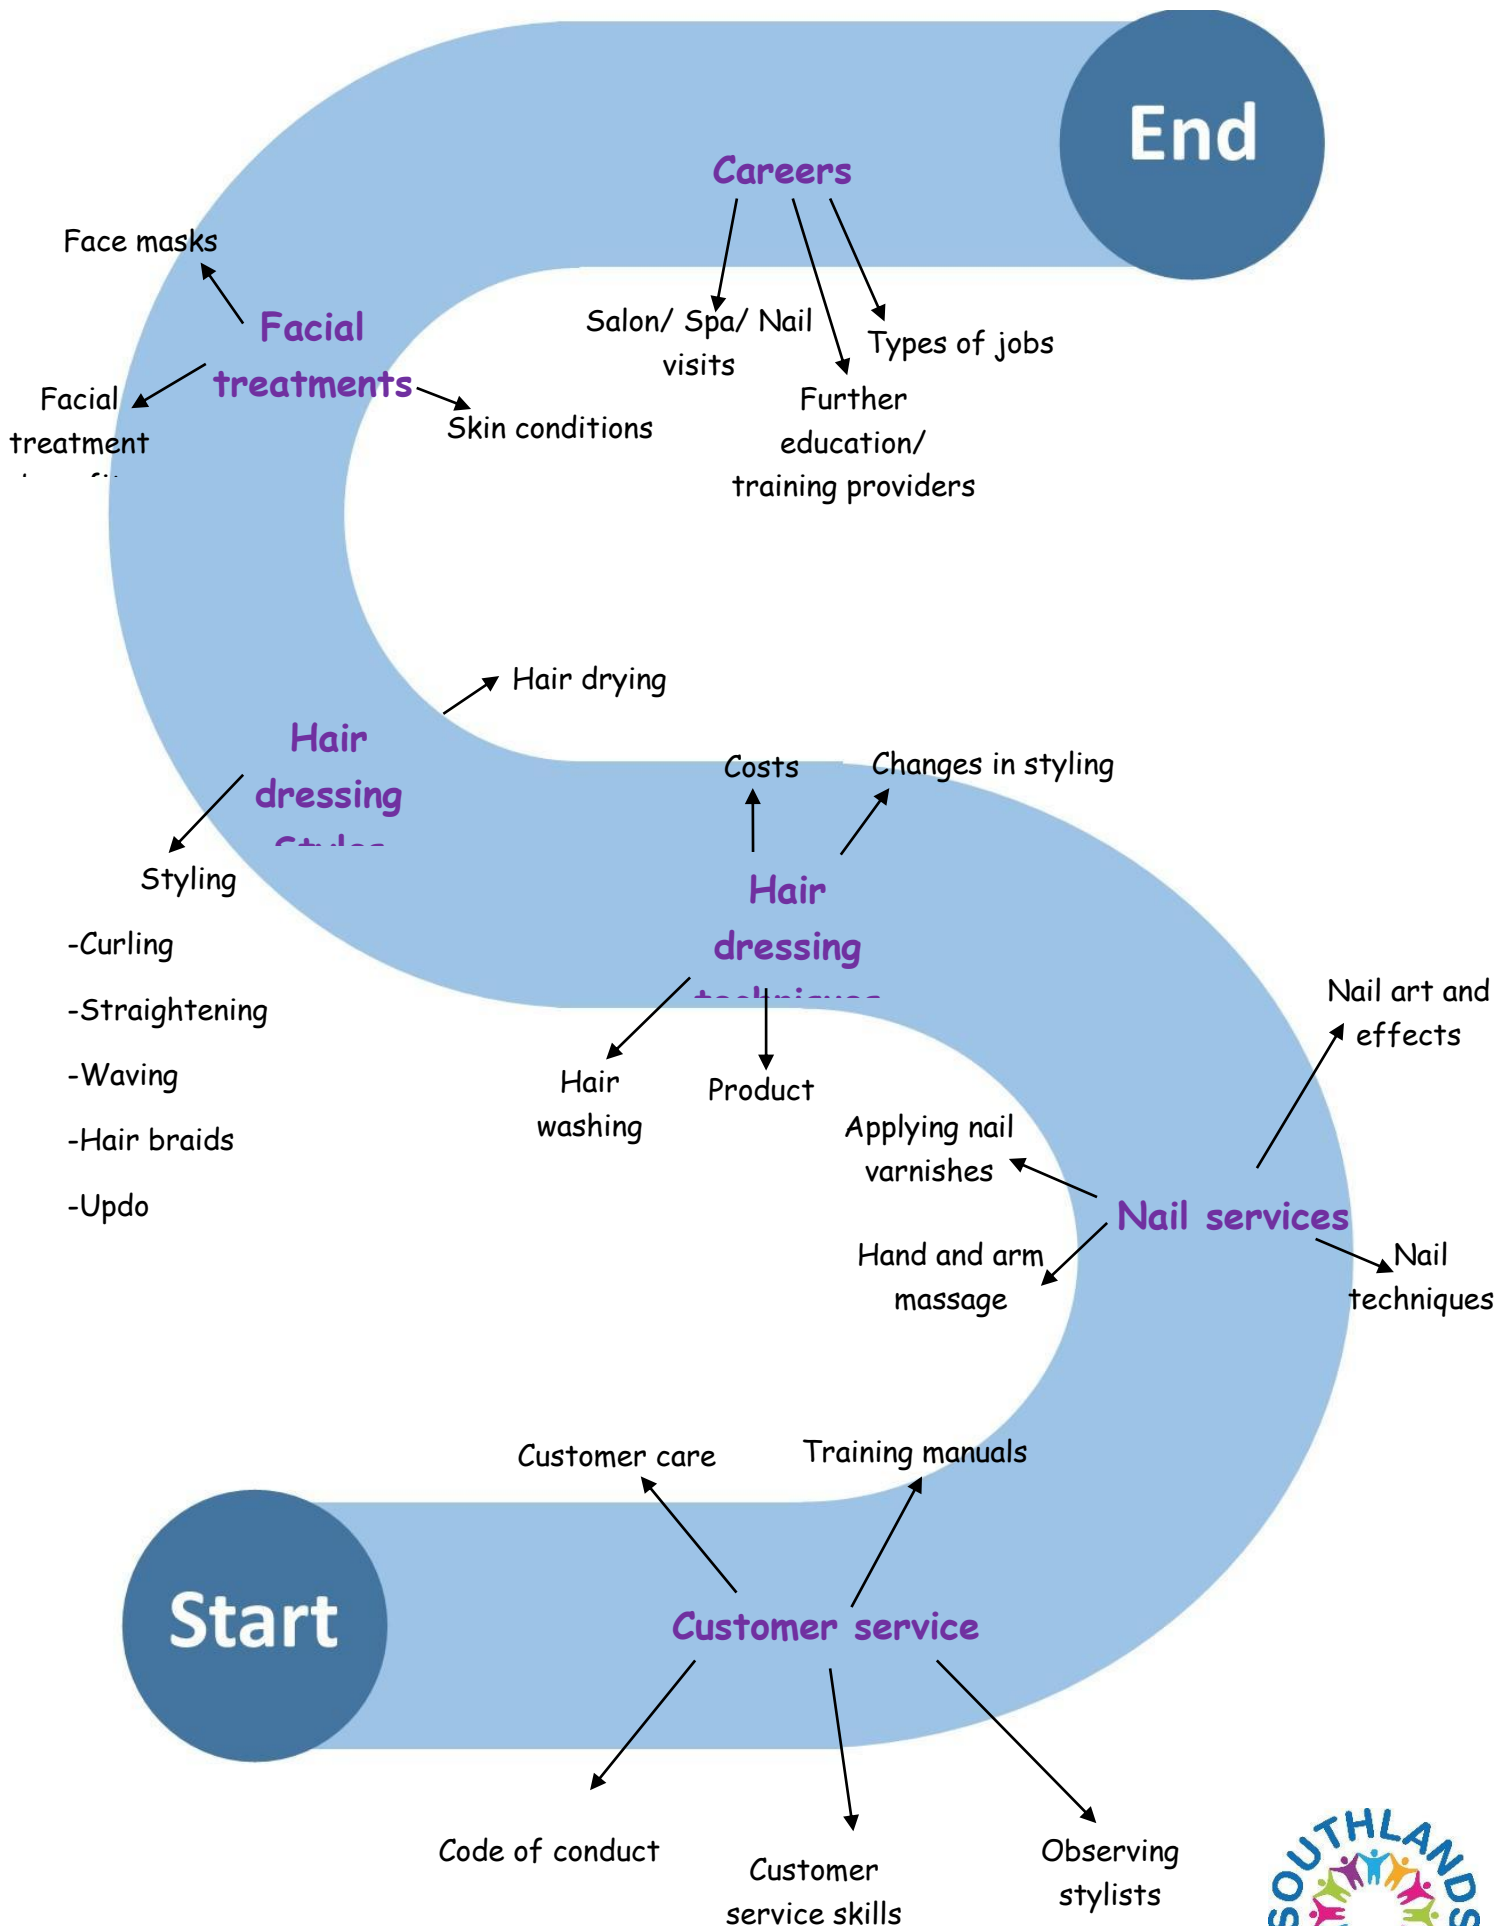 End
Careers
Face masks
Salon/ Spa/ Nail
visits
Types of jobs
Further
education/
training providers
Facial
treatments
Facial
treatment
Skin conditions
Hair drying
Hair
dressing
Styling
-Curling
-Straightening
-Waving
-Hair braids
-Updo
Costs
Changes in styling
Hair
dressing
techniques
Hair
washing
Product
Nail art and
effects
Applying nail
varnishes
Nail services
Hand and arm
massage
Nail
techniques
Customer care
Training manuals
Start
Customer service
Code of conduct
Customer
service skills
Observing
stylists
SOUTHLANDS